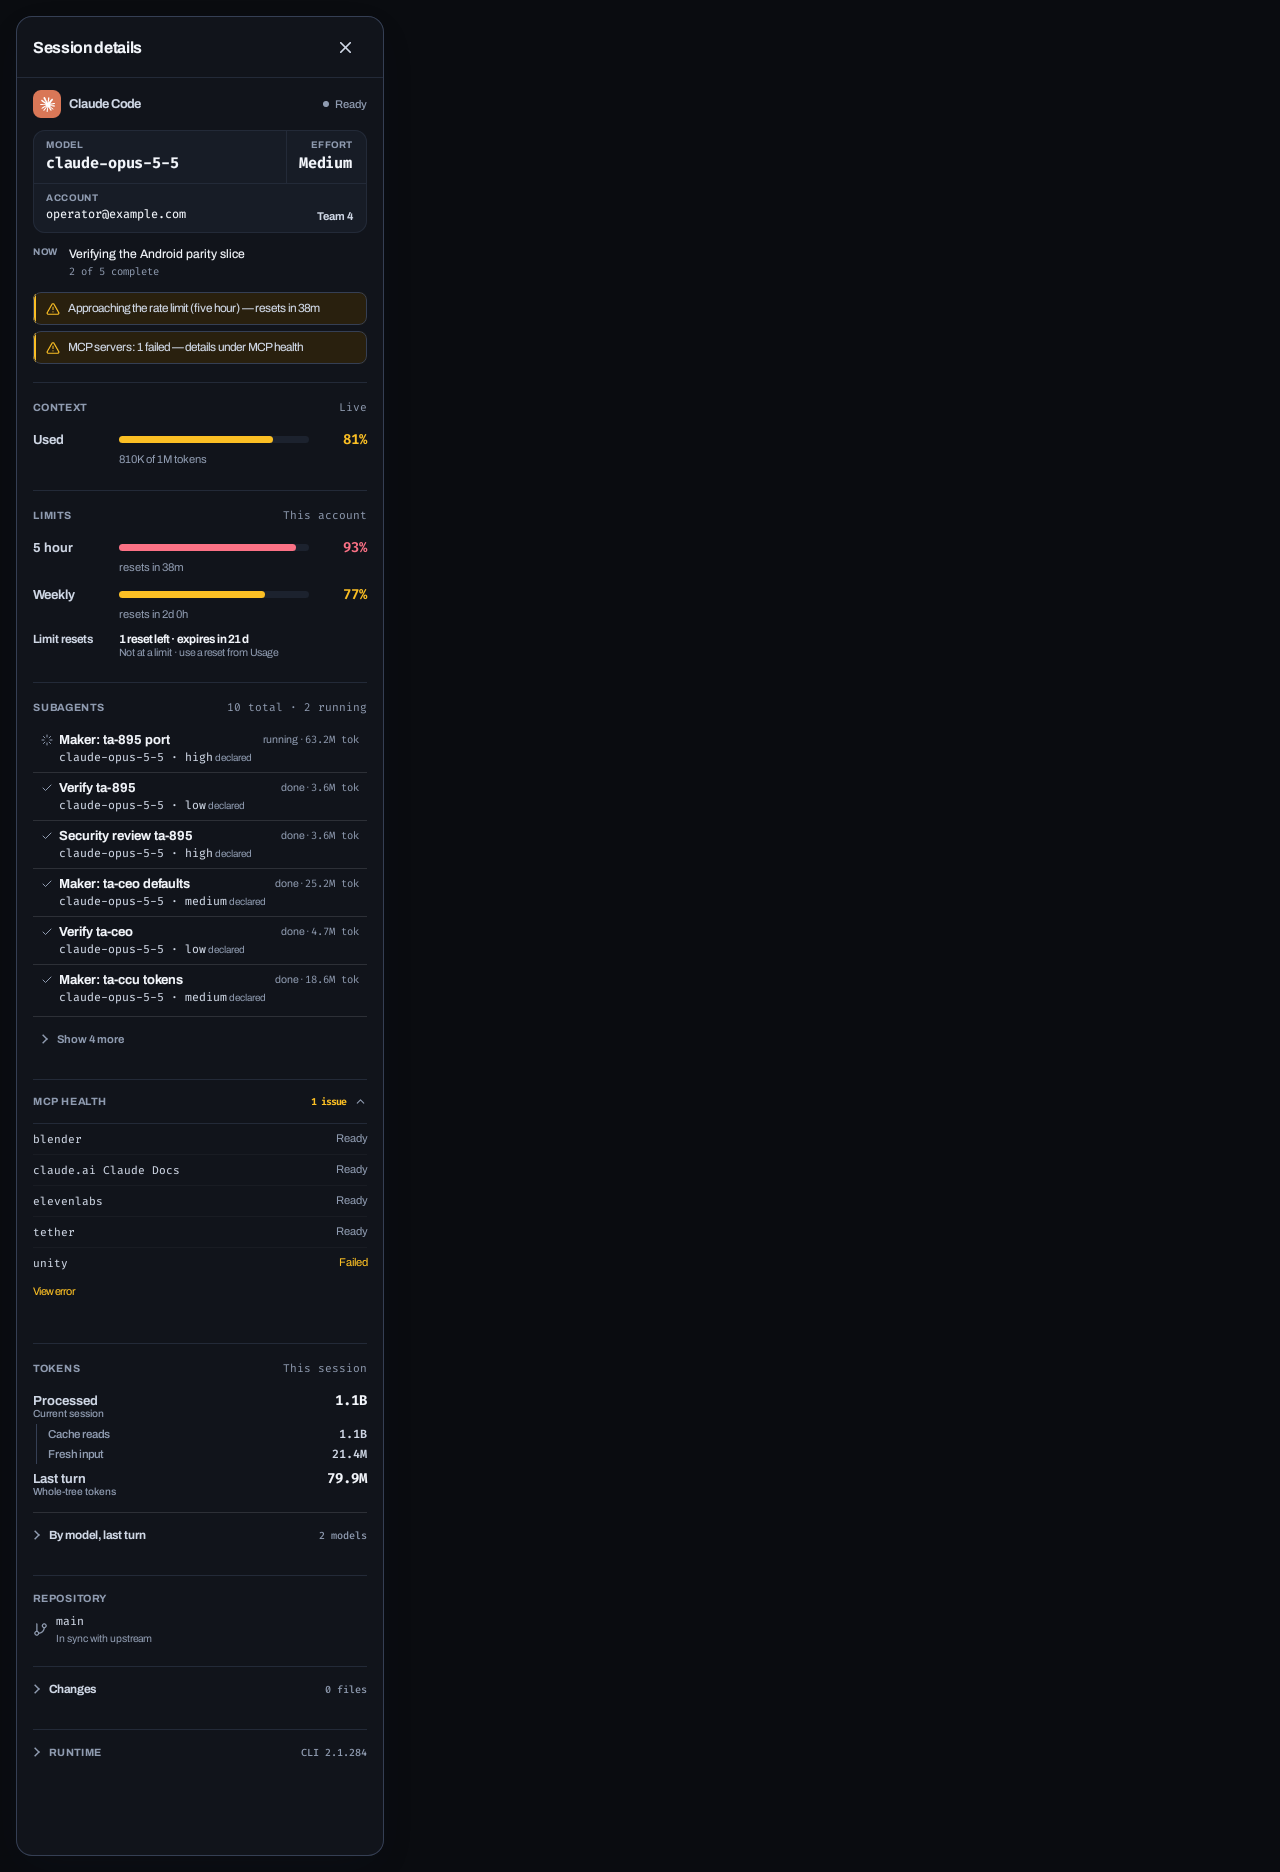 Session details
Claude Code
Ready
MODEL
EFFORT
claude-opus-5-5
Medium
ACCOUNT
operator@example.com
Team 4
NOW
Verifying the Android parity slice
2 of 5 complete
Approaching the rate limit (five hour) — resets in 38m
MCP servers: 1 failed — details under MCP health
CONTEXT
Live
Used
81%
810K of 1M tokens
LIMITS
This account
5 hour
93%
resets in 38m
Weekly
77%
resets in 2d 0h
Limit resets
1 reset left · expires in 21 d
Not at a limit · use a reset from Usage
SUBAGENTS
10 total · 2 running
Maker: ta-895 port
running · 63.2M tok
claude-opus-5-5 · high declared
Verify ta-895
done · 3.6M tok
claude-opus-5-5 · low declared
Security review ta-895
done · 3.6M tok
claude-opus-5-5 · high declared
Maker: ta-ceo defaults
done · 25.2M tok
claude-opus-5-5 · medium declared
Verify ta-ceo
done · 4.7M tok
claude-opus-5-5 · low declared
Maker: ta-ccu tokens
done · 18.6M tok
claude-opus-5-5 · medium declared
Show 4 more
MCP HEALTH
1 issue
blender
Ready
claude.ai Claude Docs
Ready
elevenlabs
Ready
tether
Ready
unity
Failed
View error
TOKENS
This session
Processed
1.1B
Current session
Cache reads
1.1B
Fresh input
21.4M
Last turn
79.9M
Whole-tree tokens
By model, last turn
2 models
REPOSITORY
main
In sync with upstream
Changes
0 files
RUNTIME
CLI 2.1.284